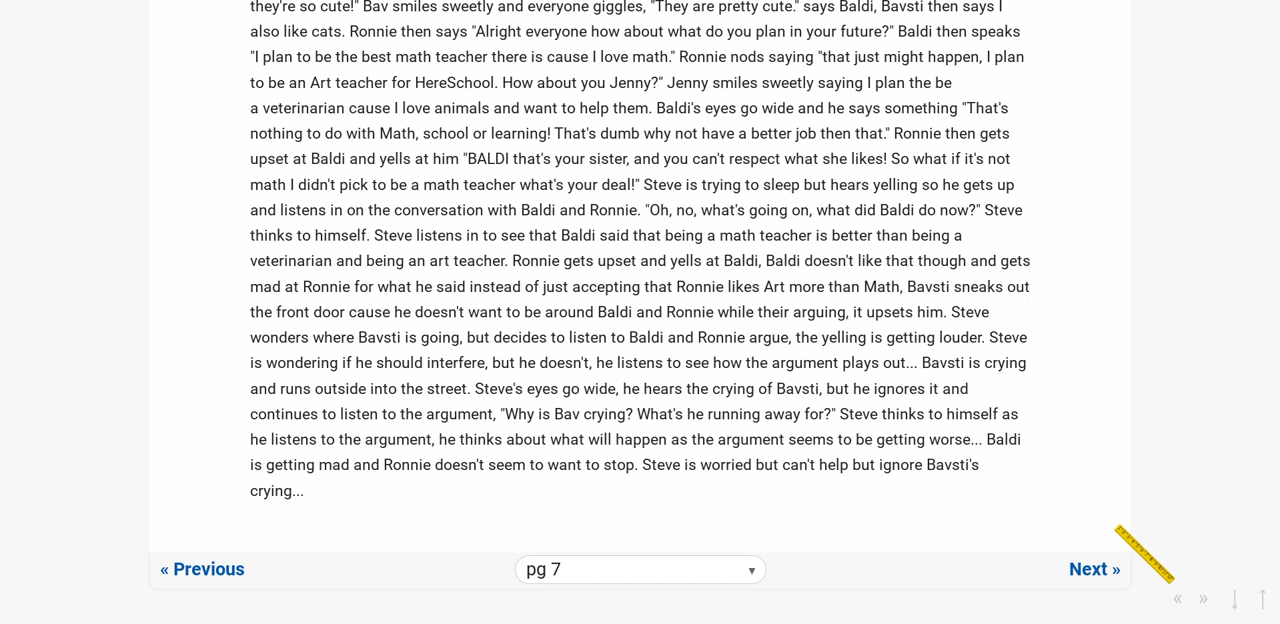 they're so cute!" Bav smiles sweetly and everyone giggles, "They are pretty cute." says Baldi, Bavsti then says I
also like cats. Ronnie then says "Alright everyone how about what do you plan in your future?" Baldi then speaks
"I plan to be the best math teacher there is cause I love math." Ronnie nods saying "that just might happen, I plan
to be an Art teacher for HereSchool. How about you Jenny?" Jenny smiles sweetly saying I plan the be
a veterinarian cause I love animals and want to help them. Baldi's eyes go wide and he says something "That's
nothing to do with Math, school or learning! That's dumb why not have a better job then that." Ronnie then gets
upset at Baldi and yells at him "BALDI that's your sister, and you can't respect what she likes! So what if it's not
math I didn't pick to be a math teacher what's your deal!" Steve is trying to sleep but hears yelling so he gets up
and listens in on the conversation with Baldi and Ronnie. "Oh, no, what's going on, what did Baldi do now?" Steve
thinks to himself. Steve listens in to see that Baldi said that being a math teacher is better than being a
veterinarian and being an art teacher. Ronnie gets upset and yells at Baldi, Baldi doesn't like that though and gets
mad at Ronnie for what he said instead of just accepting that Ronnie likes Art more than Math, Bavsti sneaks out
the front door cause he doesn't want to be around Baldi and Ronnie while their arguing, it upsets him. Steve
wonders where Bavsti is going, but decides to listen to Baldi and Ronnie argue, the yelling is getting louder. Steve
is wondering if he should interfere, but he doesn't, he listens to see how the argument plays out... Bavsti is crying
and runs outside into the street. Steve's eyes go wide, he hears the crying of Bavsti, but he ignores it and
continues to listen to the argument, "Why is Bav crying? What's he running away for?" Steve thinks to himself as
he listens to the argument, he thinks about what will happen as the argument seems to be getting worse... Baldi
is getting mad and Ronnie doesn't seem to want to stop. Steve is worried but can't help but ignore Bavsti's
crying...
« Previous
pg 7
Next »
« » ↓ ↑